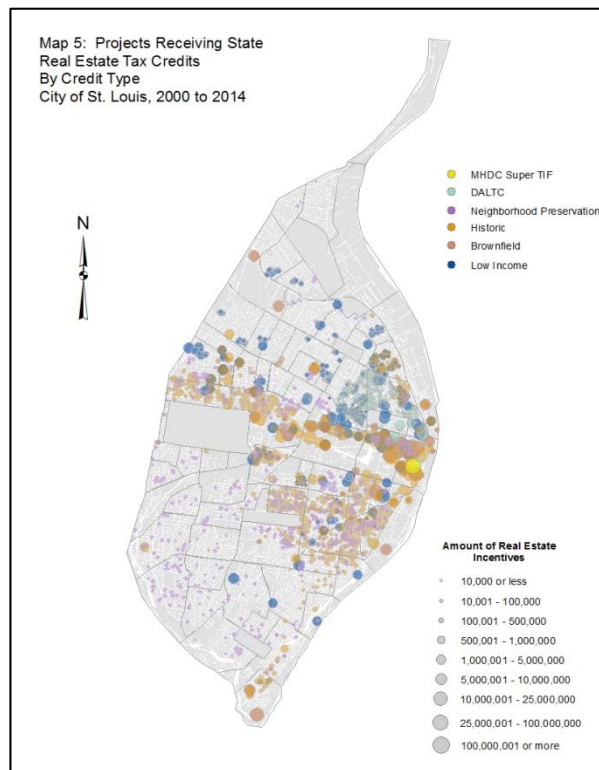 Map 5: Projects Receiving State
Real Estate Tax Credits
By Credit Type
City of St. Louis, 2000 to 2014
N
MHDC Super TIF
DALTC
Neighborhood Preservation
Historic
Brownfield
Low Income
Amount of Real Estate
Incentives
10,000 or less
10,001 - 100,000
100,001 - 500,000
500,001 - 1,000,000
1,000,001 - 5,000,000
5,000,001 - 10,000,000
10,000,001 - 25,000,000
25,000,001 - 100,000,000
100,000,001 or more